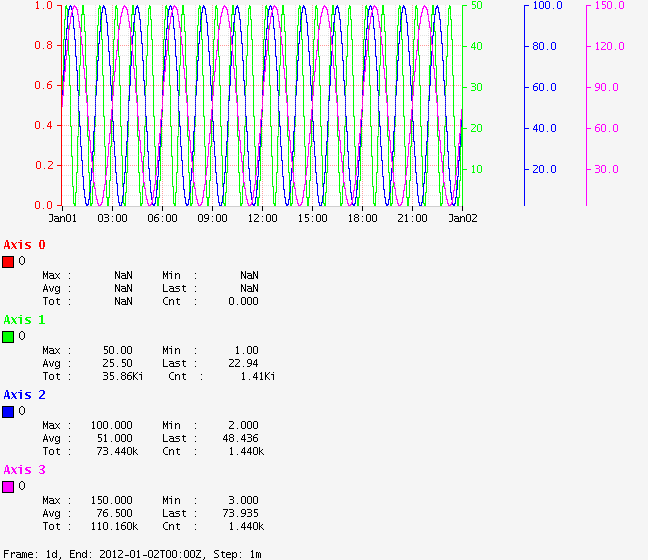 1.0 50 100.0 150.0
0.8 40 80.0 120.0
0.6 30 60.0 90.0
0.4 20 40.0 60.0
0.2 10 20.0 30.0
0.0
Jan01 03:00 06:00 09:00 12:00 15:00 18:00 21:00 Jan02
Axis 0
0
Max : NaN Min : NaN
Avg : NaN Last : NaN
Tot : NaN Cnt : 0.000
Axis 1
0
Max : 50.00 Min : 1.00
Avg : 25.50 Last : 22.94
Tot : 35.86Ki Cnt : 1.41Ki
Axis 2
0
Max : 100.000 Min : 2.000
Avg : 51.000 Last : 48.436
Tot : 73.440k Cnt : 1.440k
Axis 3
0
Max : 150.000 Min : 3.000
Avg : 76.500 Last : 73.935
Tot : 110.160k Cnt : 1.440k
Frame: 1d, End: 2012-01-02T00:00Z, Step: 1m